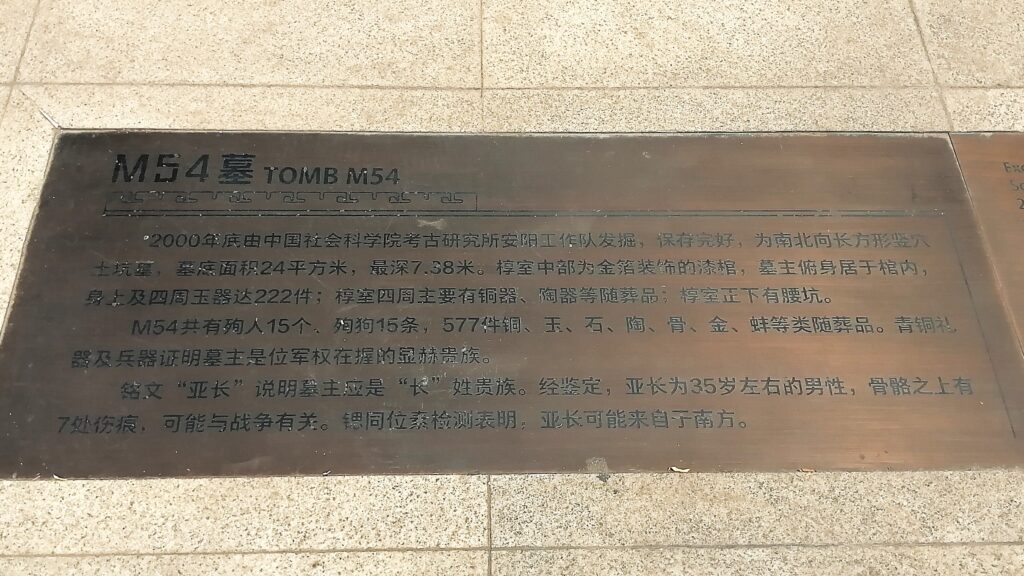 M54墓 TOMB M54
2000年底由中国社会科学院考古研究所安阳工作队发掘，保存完好，为南北向长方形竖穴
土坑墓，墓底面积24平方米，最深7.38米。椁室中部为金箔装饰的漆棺，墓主俯身居于棺内，
身上及四周玉器达222件；椁室四周主要有铜器、陶器等随葬品；椁室正下有腰坑。
M54共有殉人15个、殉狗15条，577件铜、玉、石、陶、骨、金、蚌等类随葬品。青铜礼
器及兵器证明墓主是位军权在握的显赫贵族。
铭文“亚长”说明墓主应是“长”姓贵族。经鉴定，亚长为35岁左右的男性，骨骼之上有
7处伤痕，可能与战争有关。锶同位素检测表明，亚长可能来自于南方。